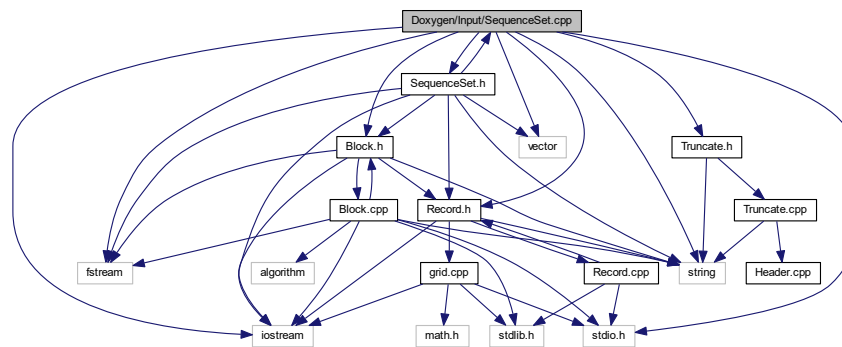 Doxygen/Input/SequenceSet.cpp
SequenceSet.h
Block.h
vector
Truncate.h
Block.cpp
Record.h
Truncate.cpp
fstream
algorithm
grid.cpp
Record.cpp
string
Header.cpp
iostream
math.h
stdlib.h
stdio.h